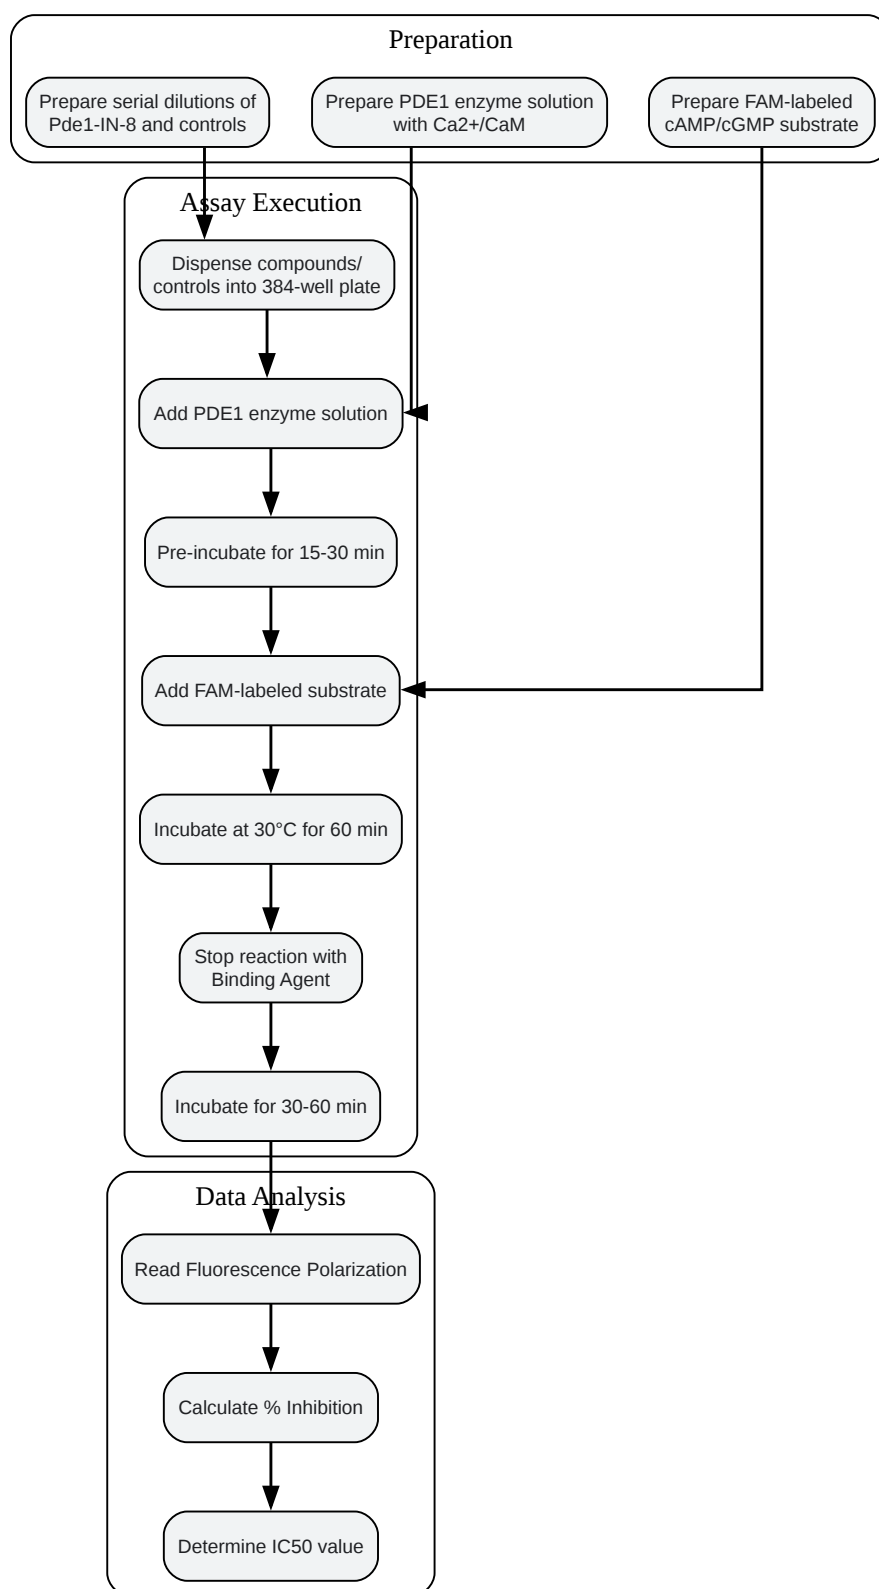 Preparation
Prepare serial dilutions of
Pde1-IN-8 and controls
Prepare PDE1 enzyme solution
with Ca2+/CaM
Prepare FAM-labeled
cAMP/cGMP substrate
Assay Execution
Dispense compounds/
controls into 384-well plate
Add PDE1 enzyme solution
Pre-incubate for 15-30 min
Add FAM-labeled substrate
Incubate at 30°C for 60 min
Stop reaction with
Binding Agent
Incubate for 30-60 min
Data Analysis
Read Fluorescence Polarization
Calculate % Inhibition
Determine IC50 value